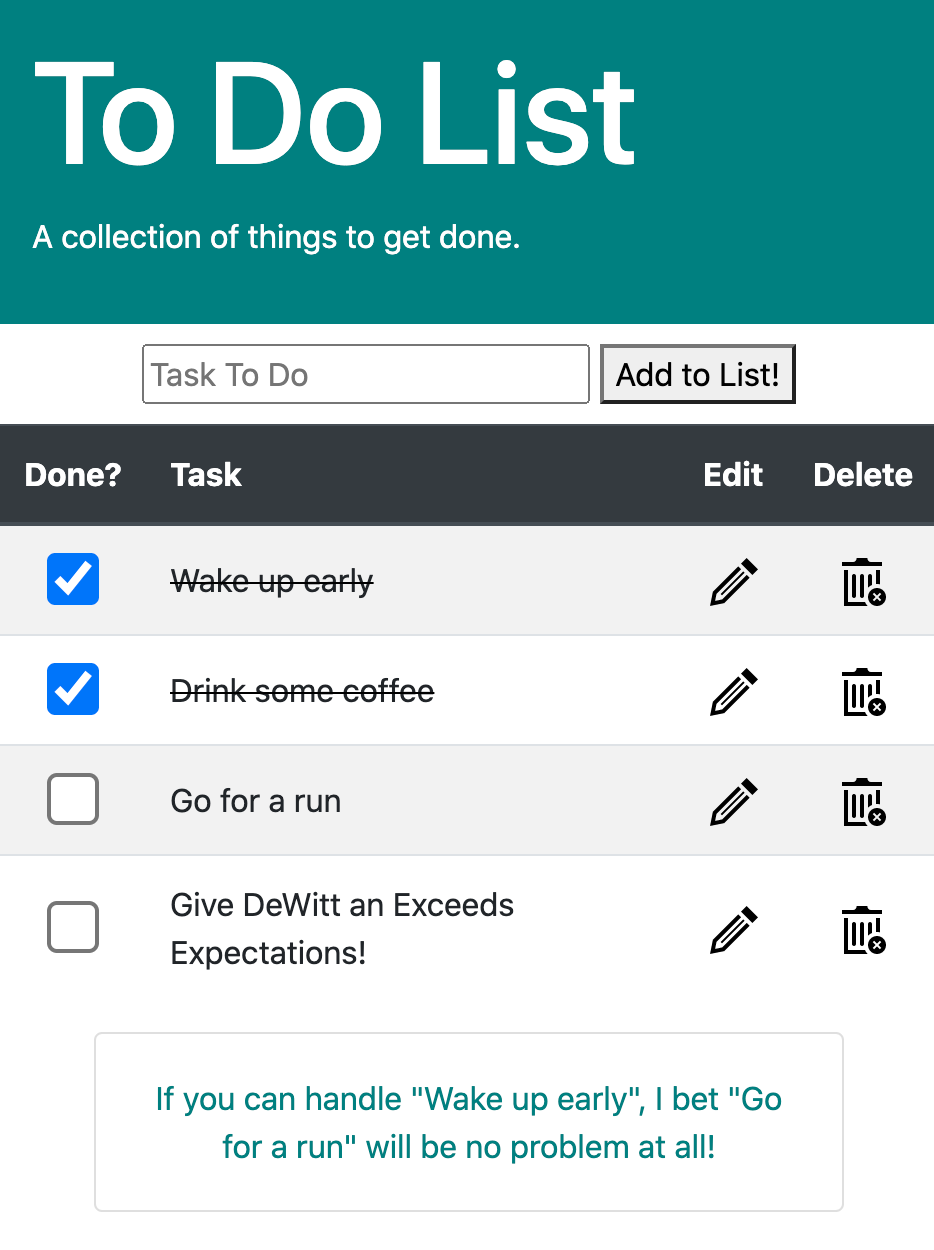 To Do List
A collection of things to get done.
Task To Do Add to List!
Done? Task Edit Delete
Wake up early
Drink some coffee
Go for a run
Give DeWitt an Exceeds
Expectations!
If you can handle "Wake up early", I bet "Go
for a run" will be no problem at all!